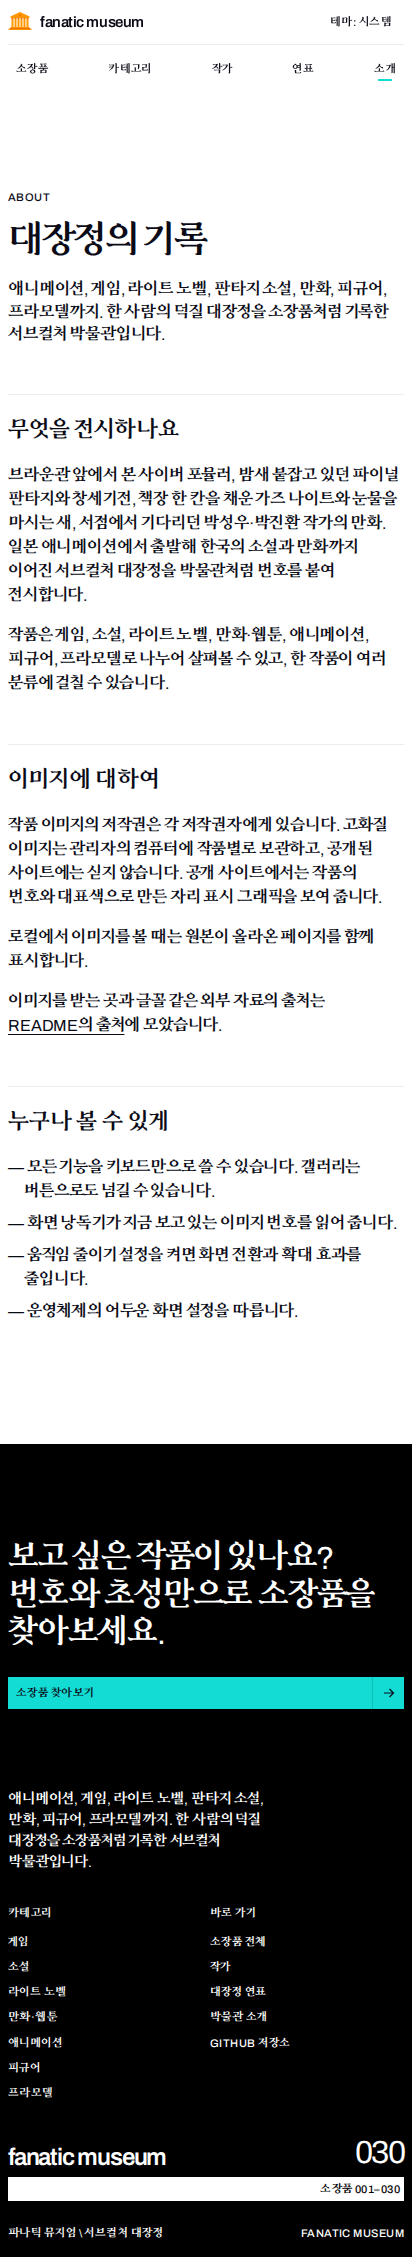 fanatic museum
테마: 시스템
소장품 카테고리 작가 연표 소개
ABOUT
대장정의 기록
애니메이션, 게임, 라이트 노벨, 판타지 소설, 만화, 피규어,
프라모델까지. 한 사람의 덕질 대장정을 소장품처럼 기록한
서브컬처 박물관입니다.
무엇을 전시하나요
브라운관 앞에서 본 사이버 포뮬러, 밤새 붙잡고 있던 파이널
판타지와 창세기전, 책장 한 칸을 채운 가즈 나이트와 눈물을
마시는 새, 서점에서 기다리던 박성우·박진환 작가의 만화.
일본 애니메이션에서 출발해 한국의 소설과 만화까지
이어진 서브컬처 대장정을 박물관처럼 번호를 붙여
전시합니다.
작품은 게임, 소설, 라이트 노벨, 만화·웹툰, 애니메이션,
피규어, 프라모델로 나누어 살펴볼 수 있고, 한 작품이 여러
분류에 걸칠 수 있습니다.
이미지에 대하여
작품 이미지의 저작권은 각 저작권자에게 있습니다. 고화질
이미지는 관리자의 컴퓨터에 작품별로 보관하고, 공개된
사이트에는 싣지 않습니다. 공개 사이트에서는 작품의
번호와 대표색으로 만든 자리 표시 그래픽을 보여 줍니다.
로컬에서 이미지를 볼 때는 원본이 올라온 페이지를 함께
표시합니다.
이미지를 받는 곳과 글꼴 같은 외부 자료의 출처는
README의 출처에 모았습니다.
누구나 볼 수 있게
— 모든 기능을 키보드만으로 쓸 수 있습니다. 갤러리는
버튼으로도 넘길 수 있습니다.
— 화면 낭독기가 지금 보고 있는 이미지 번호를 읽어 줍니다.
— 움직임 줄이기 설정을 켜면 화면 전환과 확대 효과를
줄입니다.
— 운영체제의 어두운 화면 설정을 따릅니다.
보고 싶은 작품이 있나요?
번호와 초성만으로 소장품을
찾아보세요.
소장품 찾아보기 →
애니메이션, 게임, 라이트 노벨, 판타지 소설,
만화, 피규어, 프라모델까지. 한 사람의 덕질
대장정을 소장품처럼 기록한 서브컬처
박물관입니다.
카테고리
게임
소설
라이트 노벨
만화·웹툰
애니메이션
피규어
프라모델
바로 가기
소장품 전체
작가
대장정 연표
박물관 소개
GITHUB 저장소
fanatic museum
030
소장품 001–030
파나틱 뮤지엄 \ 서브컬처 대장정
FANATIC MUSEUM